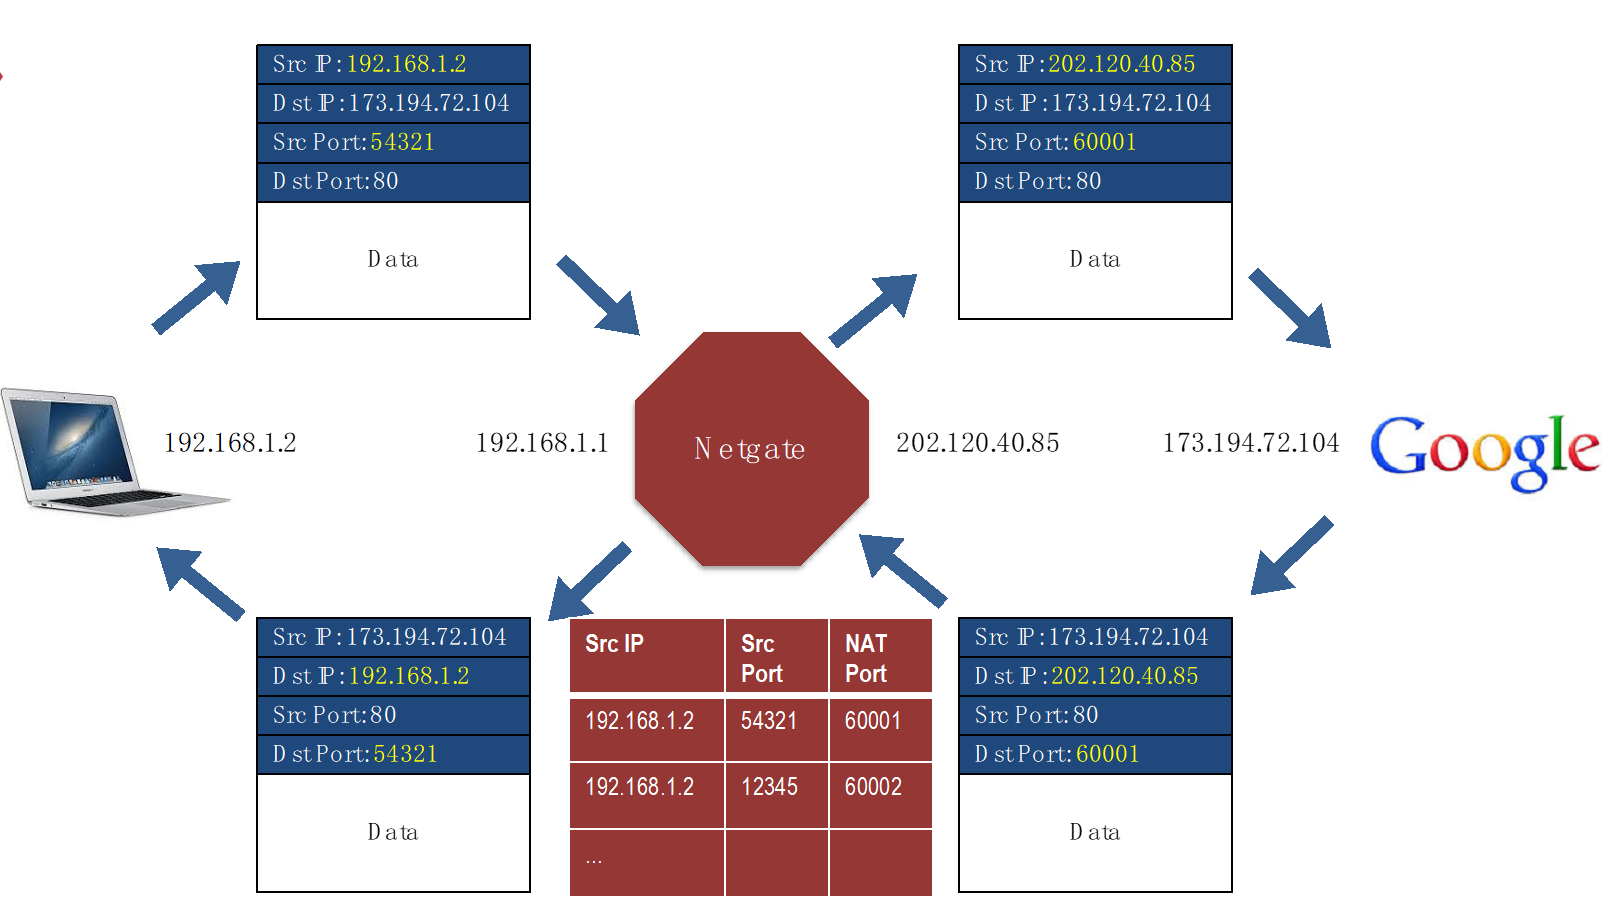 Src IP:192.168.1.2
Dst IP:173.194.72.104
Src Port:54321
Dst Port:80
Data
Src IP:202.120.40.85
Dst IP:173.194.72.104
Src Port:60001
Dst Port:80
Data
192.168.1.2
192.168.1.1
Netgate
202.120.40.85
173.194.72.104
Google
Src IP:173.194.72.104
Dst IP:192.168.1.2
Src Port:80
Dst Port:54321
Data
Src IP Src Port NAT Port
192.168.1.2 54321 60001
192.168.1.2 12345 60002
...
Src IP:173.194.72.104
Dst IP:202.120.40.85
Src Port:80
Dst Port:60001
Data